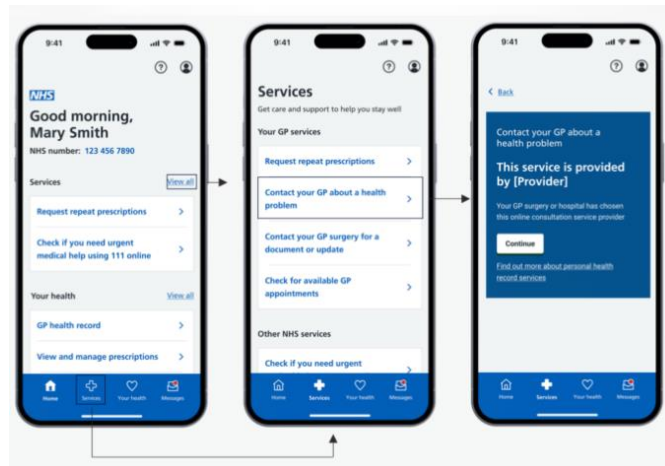 9:41
NHS
Good morning,
Mary Smith
NHS number: 123 456 7890
Services View all
Request repeat prescriptions
Check if you need urgent
medical help using 111 online
Your health View all
GP health record
View and manage prescriptions
Home Services Your health Messages
9:41
Services
Get care and support to help you stay well
Your GP services
Request repeat prescriptions
Contact your GP about a health
problem
Contact your GP surgery for a
document or update
Check for available GP
appointments
Other NHS services
Check if you need urgent
Home Services Your health Messages
9:41
Back
Contact your GP about a
health problem
This service is provided
by [Provider]
Your GP surgery or hospital has chosen
this online consultation service provider
Continue
Find out more about personal health
record services
Home Services Your health Messages